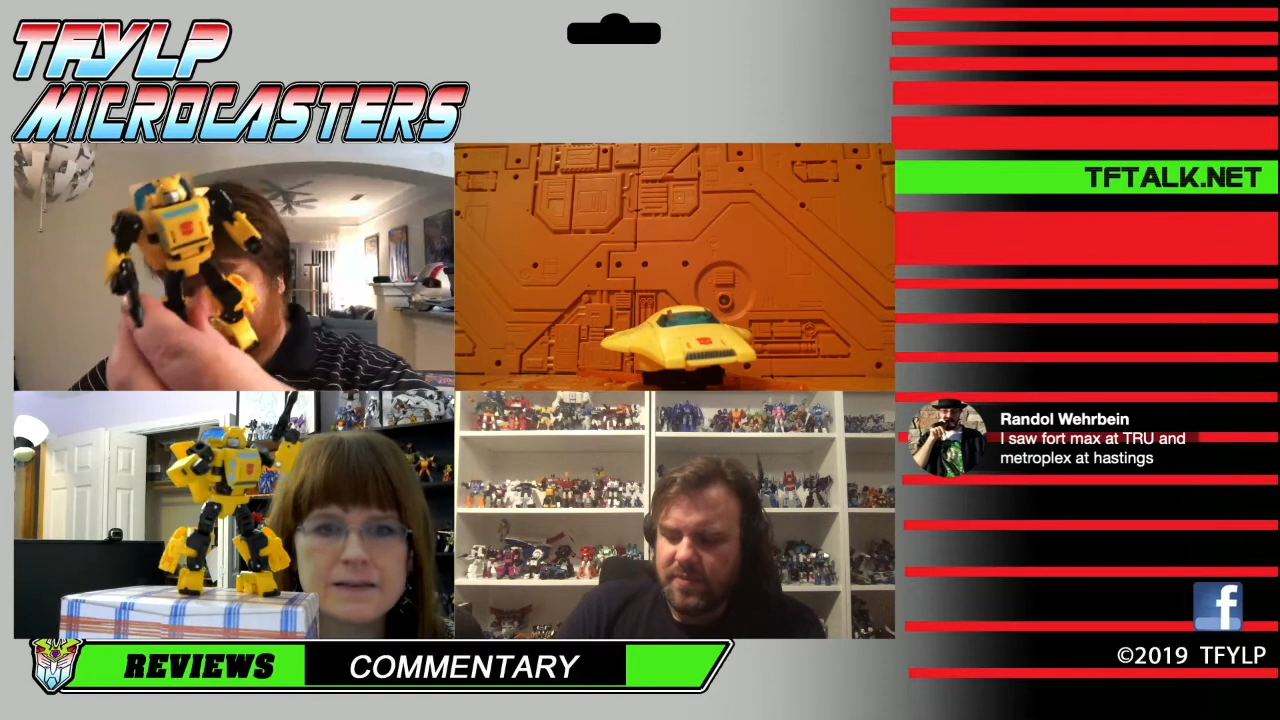 TFYLP
MICROCASTERS
TFTALK.NET
Randol Wehrbein
I saw fort max at TRU and
metroplex at hastings
f
REVIEWS COMMENTARY
©2019 TFYLP